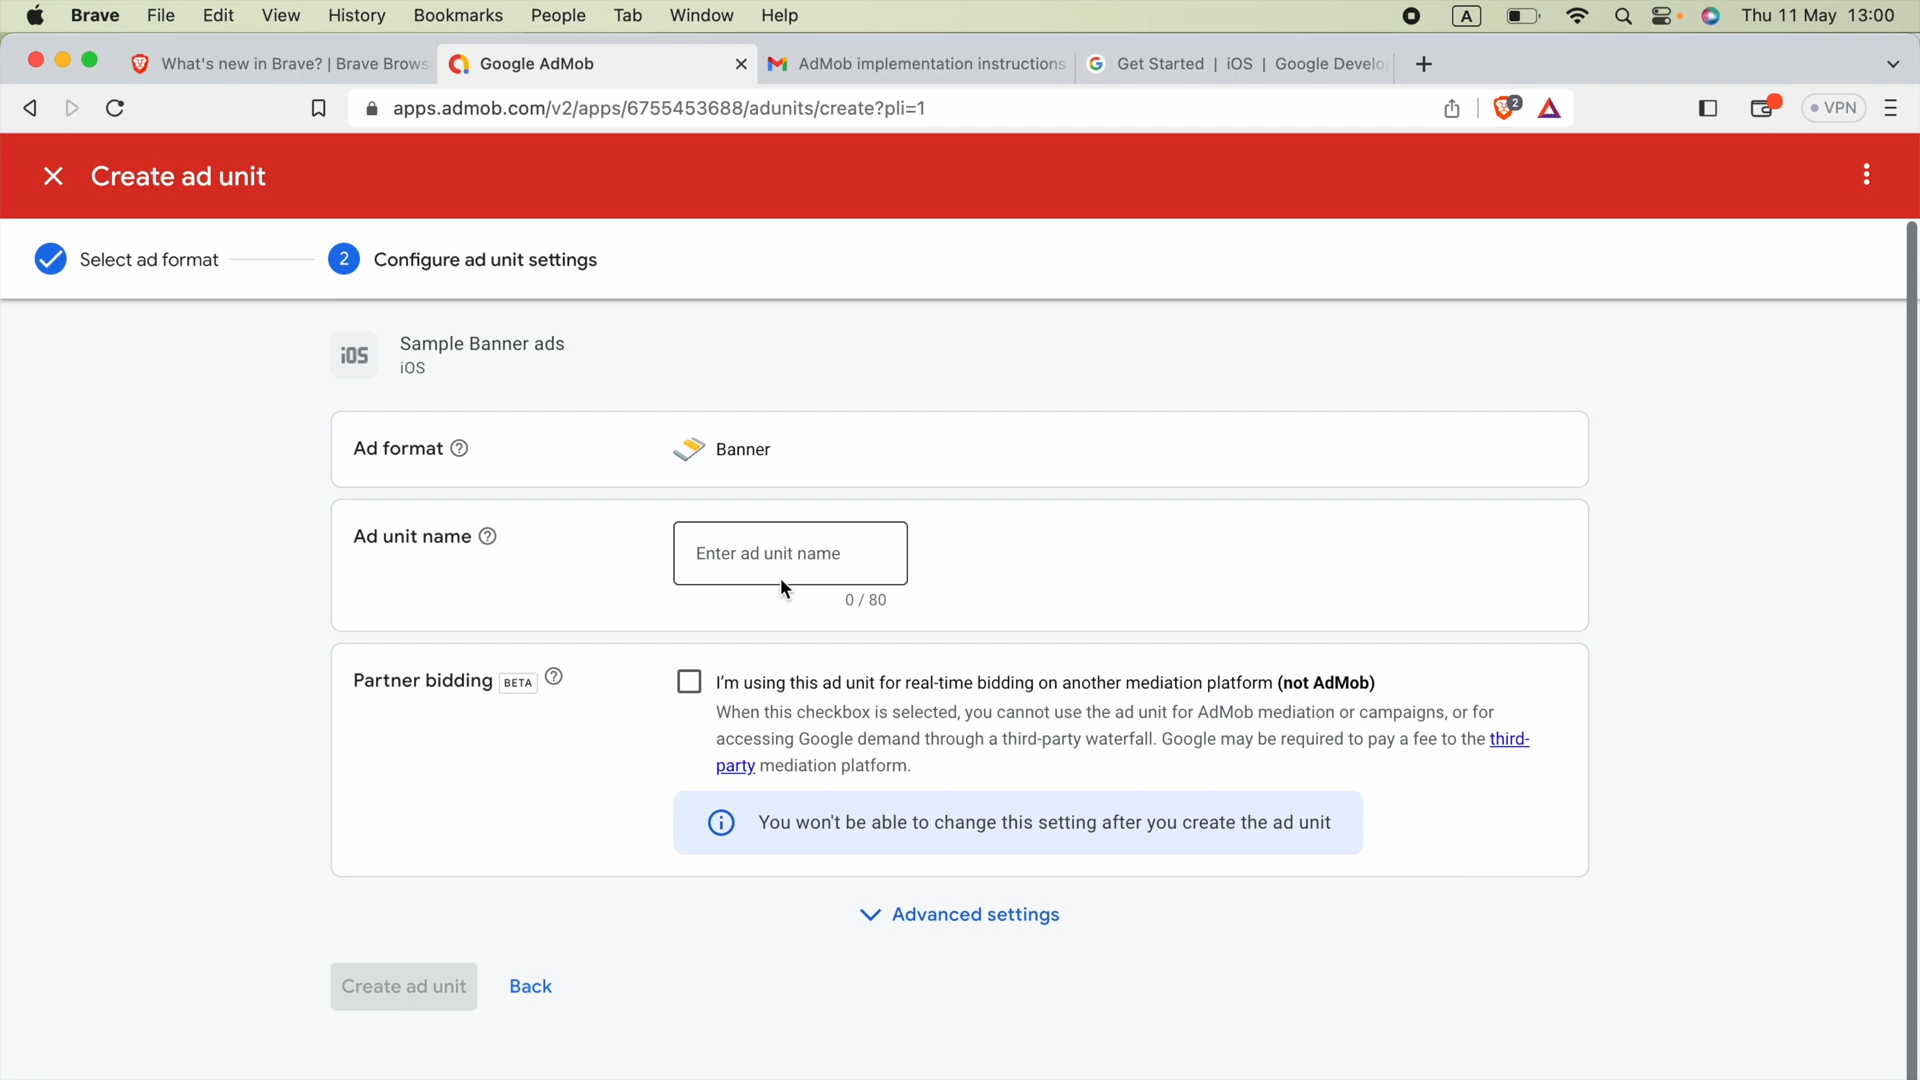 Brave File Edit View History Bookmarks People Tab Window Help A Thu 11 May 13:00
What's new in Brave? | Brave Brows Google AdMob AdMob implementation instructions Get Started | iOS | Google Develo
apps.admob.com/v2/apps/6755453688/adunits/create?pli=1 2 VPN
Create ad unit
Select ad format 2 Configure ad unit settings
iOS Sample Banner ads
iOS
Ad format Banner
Ad unit name
Enter ad unit name
0 / 80
Partner bidding BETA I'm using this ad unit for real-time bidding on another mediation platform (not AdMob)
When this checkbox is selected, you cannot use the ad unit for AdMob mediation or campaigns, or for
accessing Google demand through a third-party waterfall. Google may be required to pay a fee to the third-
party mediation platform.
You won't be able to change this setting after you create the ad unit
Advanced settings
Create ad unit Back